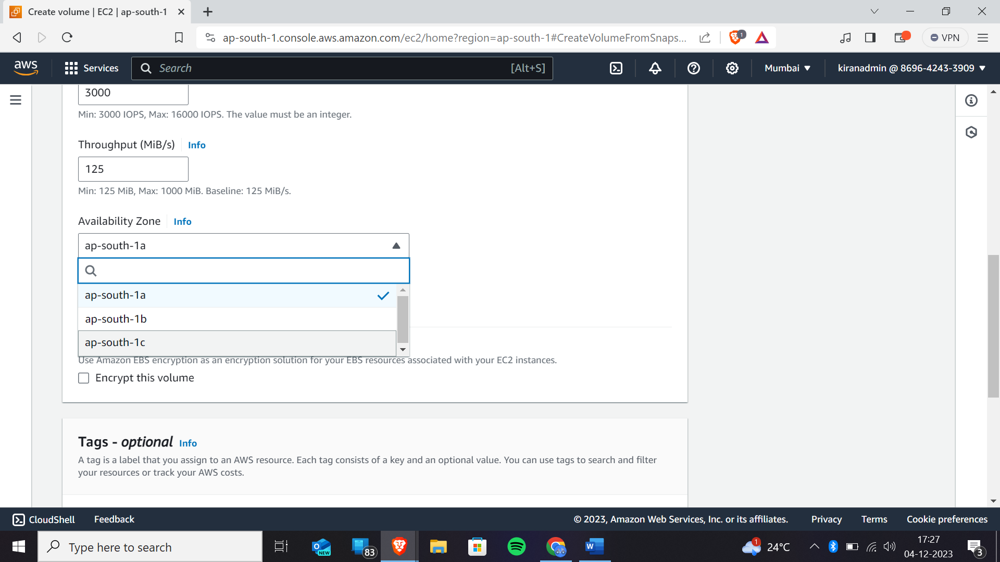 Create volume | EC2 | ap-south-1
ap-south-1.console.aws.amazon.com/ec2/home?region=ap-south-1#CreateVolumeFromSnaps...
1
VPN
aws
Services
Search
[Alt+S]
Mumbai
kiranadmin @ 8696-4243-3909
3000
Min: 3000 IOPS, Max: 16000 IOPS. The value must be an integer.
Throughput (MiB/s) Info
125
Min: 125 MiB, Max: 1000 MiB. Baseline: 125 MiB/s.
Availability Zone Info
ap-south-1a
ap-south-1a
ap-south-1b
ap-south-1c
Use Amazon EBS encryption as an encryption solution for your EBS resources associated with your EC2 instances.
Encrypt this volume
Tags - optional Info
A tag is a label that you assign to an AWS resource. Each tag consists of a key and an optional value. You can use tags to search and filter
your resources or track your AWS costs.
CloudShell
Feedback
© 2023, Amazon Web Services, Inc. or its affiliates.
Privacy
Terms
Cookie preferences
Type here to search
NEW
83
1
24°C
17:27
04-12-2023
3